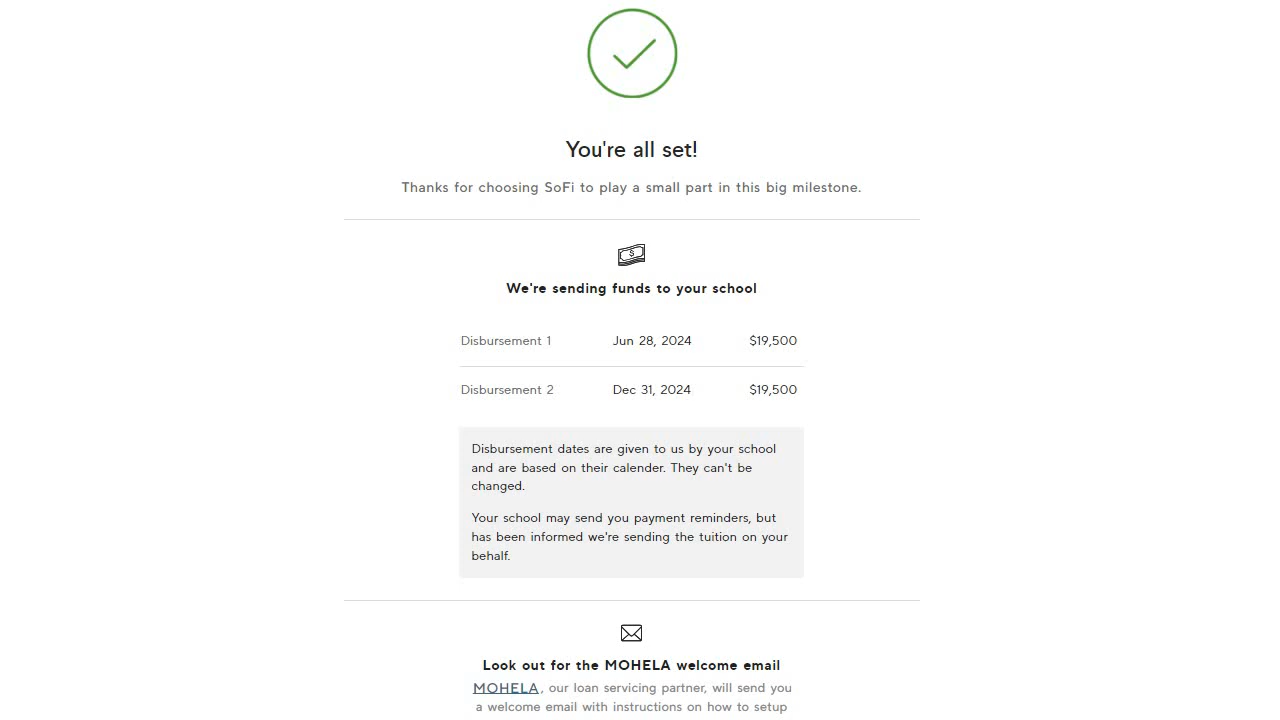 You're all set!
Thanks for choosing SoFi to play a small part in this big milestone.
$
We're sending funds to your school
Disbursement 1 Jun 28, 2024 $19,500
Disbursement 2 Dec 31, 2024 $19,500
Disbursement dates are given to us by your school
and are based on their calender. They can't be
changed.
Your school may send you payment reminders, but
has been informed we're sending the tuition on your
behalf.
Look out for the MOHELA welcome email
MOHELA, our loan servicing partner, will send you
a welcome email with instructions on how to setup